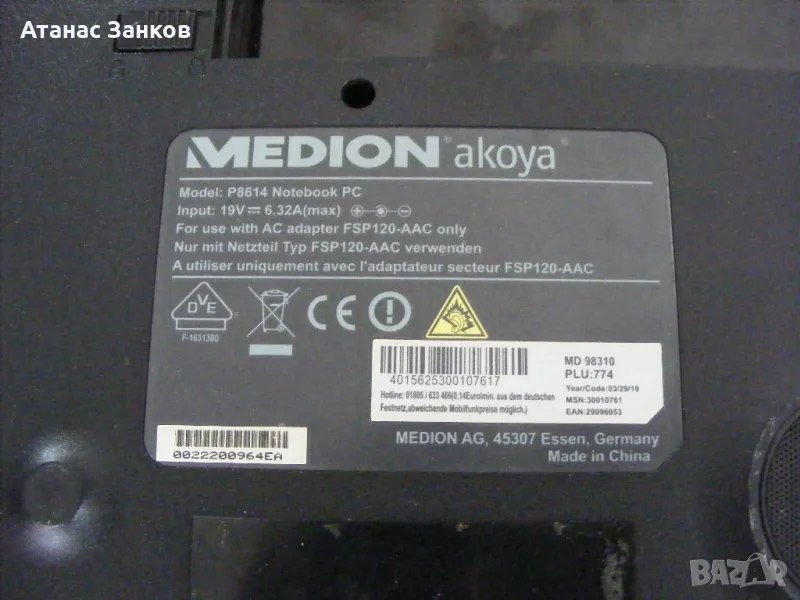 Атанас Занков
MEDION akoya
Model: P8614 Notebook PC
Input: 19V 6.32A(max)
For use with AC adapter FSP120-AAC only
Nur mit Netzteil Typ FSP120-AAC verwenden
A utiliser uniquement avec l'adaptateur secteur FSP120-AAC
DVE
F-1631300
CE
MD 98310
PLU:774
4015625300107617
Year/Code:03/29/10
Hotline: 01805 / 633 466(0,14Euro/min. aus dem deutschen
MSN:30010761
Festnetz,abweichende Mobilfunkpreise möglich.)
EAN:29096053
MEDION AG, 45307 Essen, Germany
0022200964EA
Made in China
BAZAR